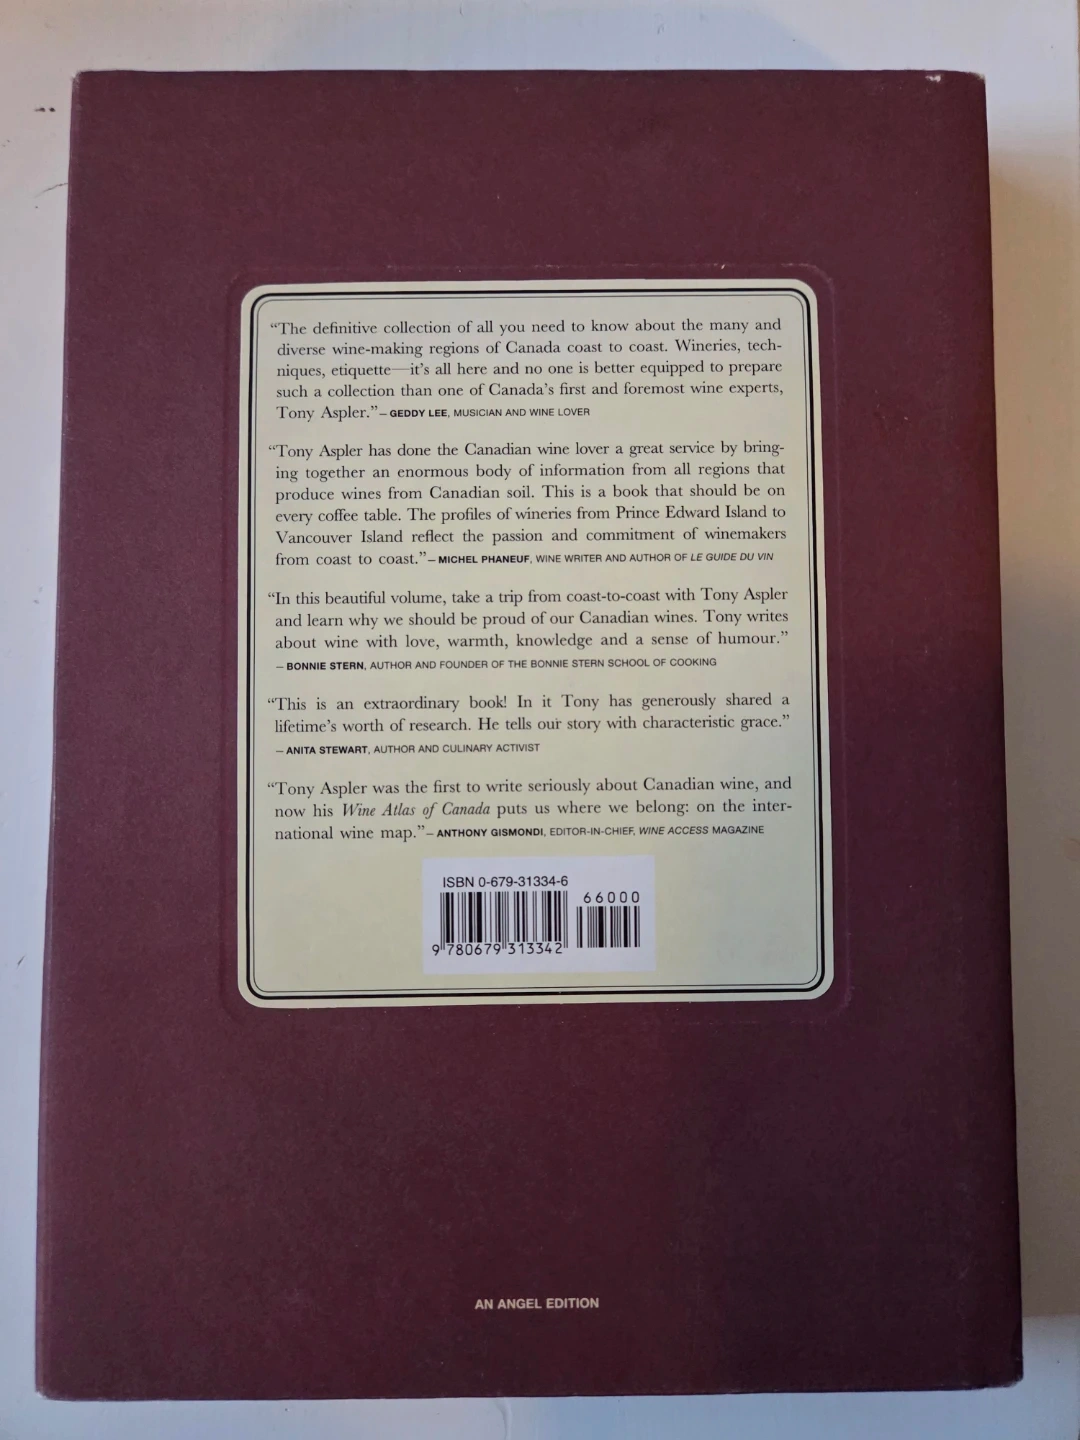 “The definitive collection of all you need to know about the many and
diverse wine-making regions of Canada coast to coast. Wineries, tech-
niques, etiquette—it’s all here and no one is better equipped to prepare
such a collection than one of Canada’s first and foremost wine experts,
Tony Aspler.” – GEDDY LEE, MUSICIAN AND WINE LOVER
“Tony Aspler has done the Canadian wine lover a great service by bring-
ing together an enormous body of information from all regions that
produce wines from Canadian soil. This is a book that should be on
every coffee table. The profiles of wineries from Prince Edward Island to
Vancouver Island reflect the passion and commitment of winemakers
from coast to coast.” – MICHEL PHANEUF, WINE WRITER AND AUTHOR OF LE GUIDE DU VIN
“In this beautiful volume, take a trip from coast-to-coast with Tony Aspler
and learn why we should be proud of our Canadian wines. Tony writes
about wine with love, warmth, knowledge and a sense of humour.”
– BONNIE STERN, AUTHOR AND FOUNDER OF THE BONNIE STERN SCHOOL OF COOKING
“This is an extraordinary book! In it Tony has generously shared a
lifetime’s worth of research. He tells our story with characteristic grace.”
– ANITA STEWART, AUTHOR AND CULINARY ACTIVIST
“Tony Aspler was the first to write seriously about Canadian wine, and
now his Wine Atlas of Canada puts us where we belong: on the inter-
national wine map.” – ANTHONY GISMONDI, EDITOR-IN-CHIEF, WINE ACCESS MAGAZINE
ISBN 0-679-31334-6
66000
9 780679 313342
AN ANGEL EDITION